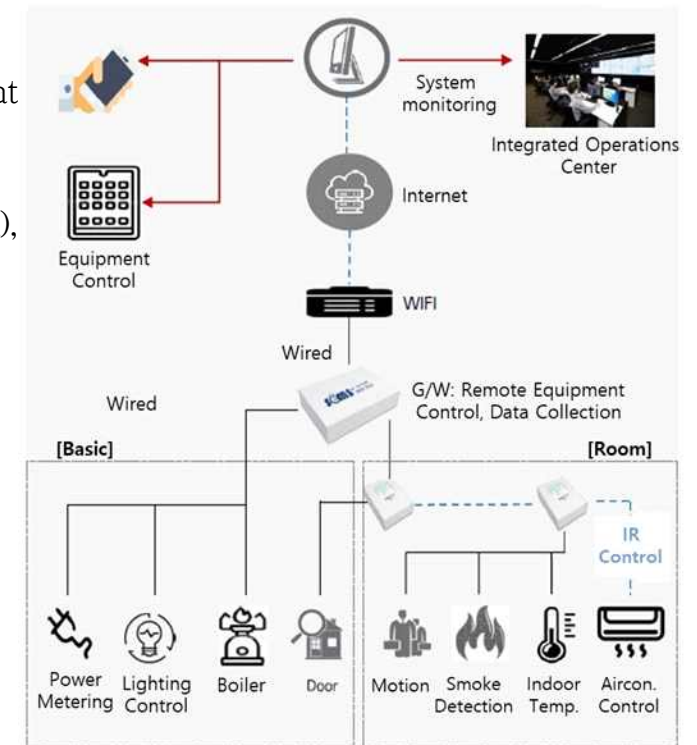 at
),
System
monitoring
Integrated Operations
Center
Internet
Equipment
Control
WIFI
Wired
G/W: Remote Equipment
Control, Data Collection
Wired
[Basic]
[Room]
IR
Control
Power
Metering
Lighting
Control
Boiler
Door
Motion
Smoke
Detection
Indoor
Temp.
Aircon.
Control